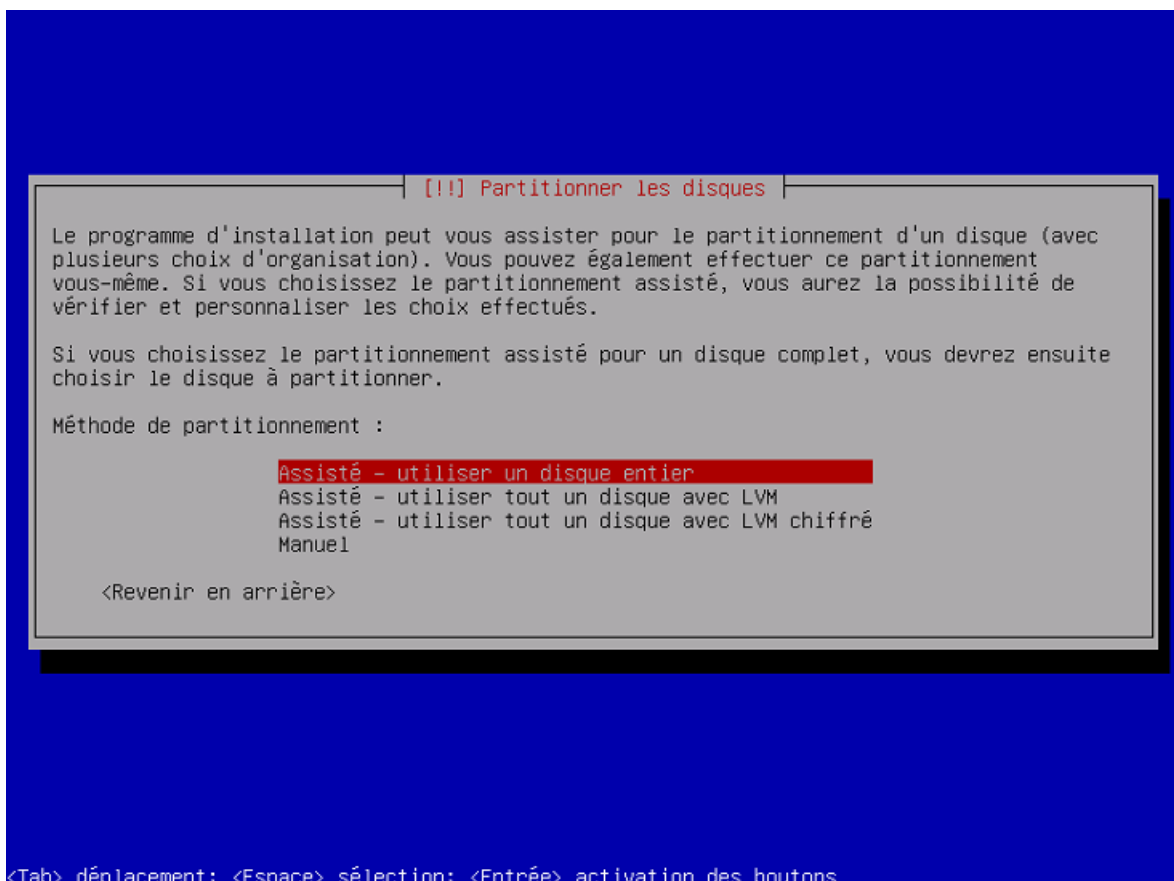 [!!] Partitionner les disques
Le programme d'installation peut vous assister pour le partitionnement d'un disque (avec
plusieurs choix d'organisation). Vous pouvez également effectuer ce partitionnement
vous-même. Si vous choisissez le partitionnement assisté, vous aurez la possibilité de
vérifier et personnaliser les choix effectués.
Si vous choisissez le partitionnement assisté pour un disque complet, vous devrez ensuite
choisir le disque à partitionner.
Méthode de partitionnement :
Assisté - utiliser un disque entier
Assisté - utiliser tout un disque avec LVM
Assisté - utiliser tout un disque avec LVM chiffré
Manuel
<Revenir en arrière>
<Tab> déplacement; <Espace> sélection; <Entrée> activation des boutons